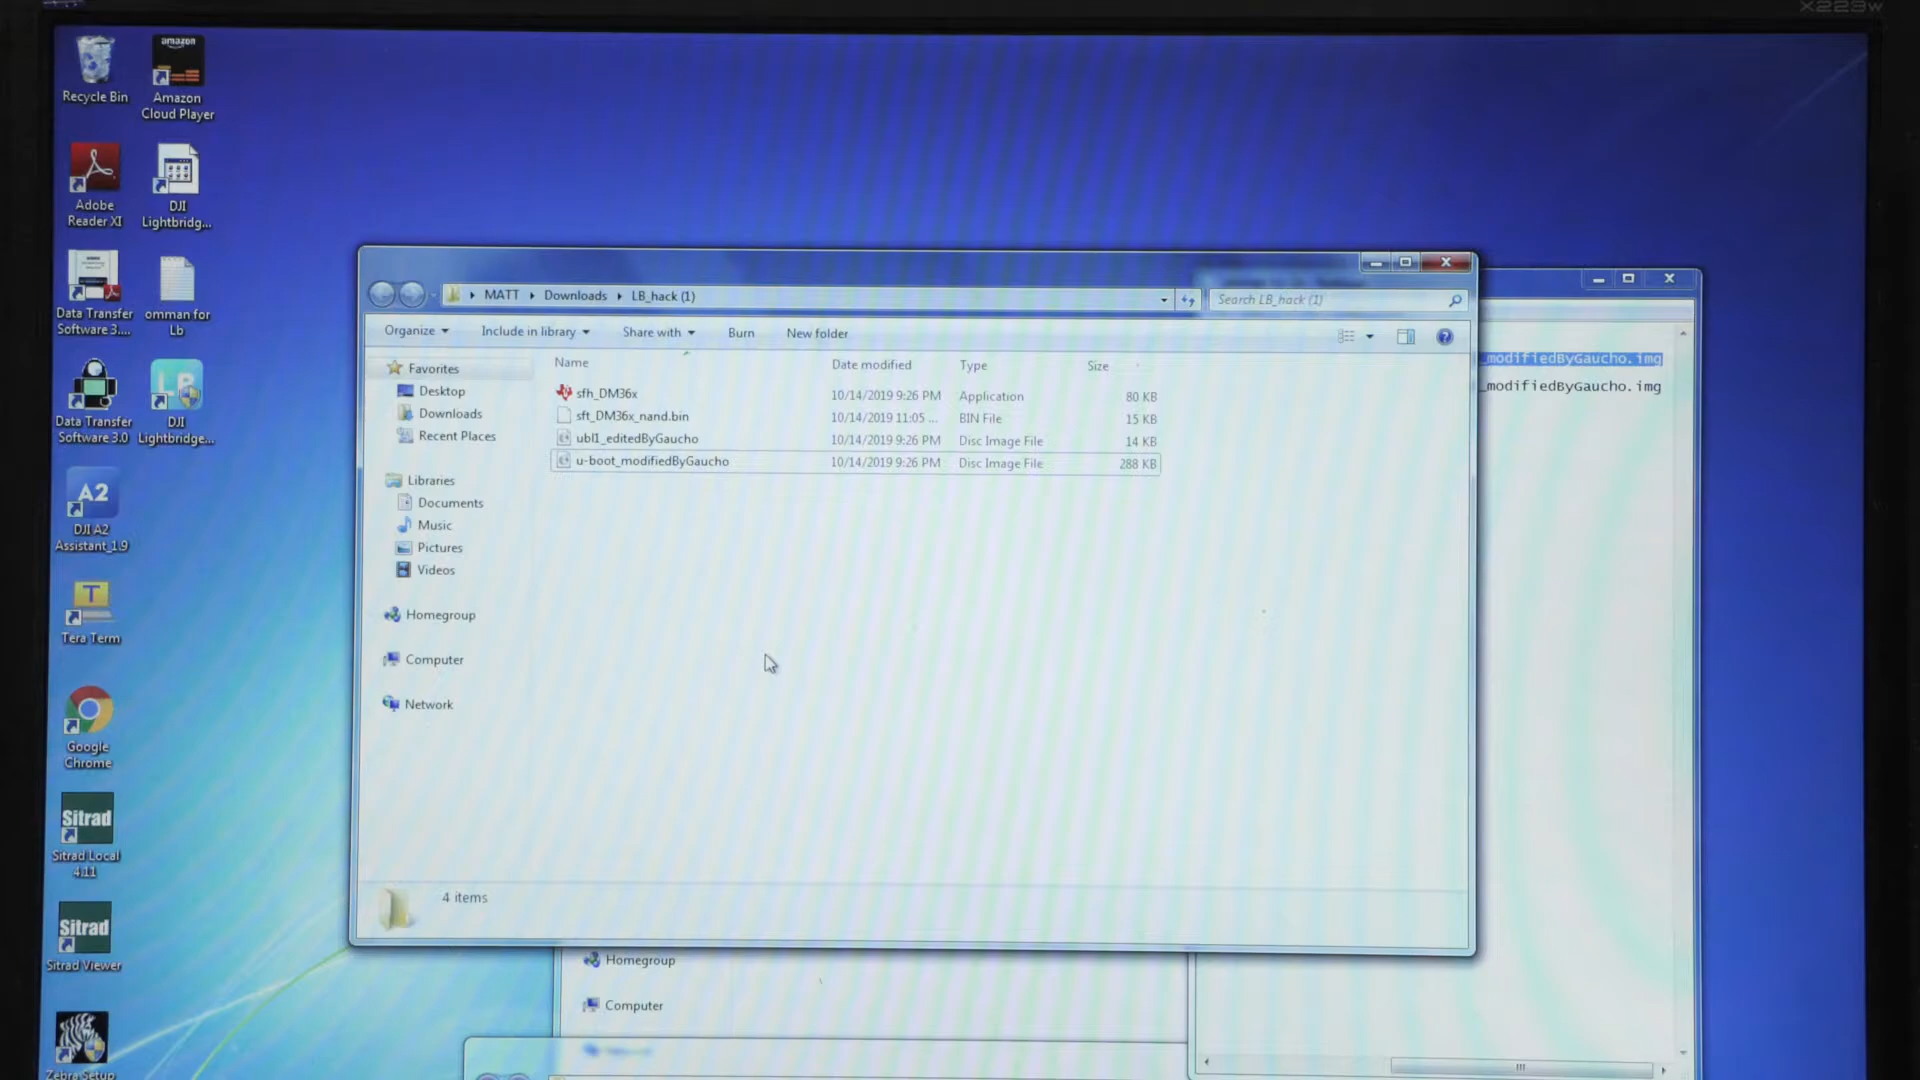 X223w
Recycle Bin
amazon
Amazon
Cloud Player
Adobe
Reader XI
DJI
Lightbridg...
Data Transfer
Software 3....
omman for
Lb
Data Transfer
Software 3.0
DJI
Lightbridge...
A2
DJI A2
Assistant_1.9
Tera Term
Google
Chrome
Sitrad
Sitrad Local
4.11
Sitrad
Sitrad Viewer
Zebra Setup
MATT
Downloads
LB_hack (1)
Search LB_hack (1)
Organize
Include in library
Share with
Burn
New folder
Favorites
Desktop
Downloads
Recent Places
Libraries
Documents
Music
Pictures
Videos
Homegroup
Computer
Network
Name Date modified Type Size
sfh_DM36x 10/14/2019 9:26 PM Application 80 KB
sft_DM36x_nand.bin 10/14/2019 11:05 ... BIN File 15 KB
ubl1_editedByGaucho 10/14/2019 9:26 PM Disc Image File 14 KB
u-boot_modifiedByGaucho 10/14/2019 9:26 PM Disc Image File 288 KB
4 items
_modifiedByGaucho.img
_modifiedByGaucho.img
Homegroup
Computer